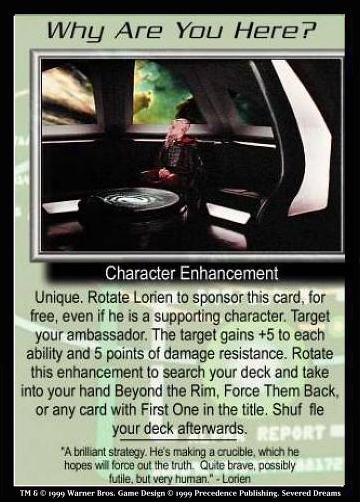 Why Are You Here?
Character Enhancement
Unique. Rotate Lorien to sponsor this card, for
free, even if he is a supporting character. Target
your ambassador. The target gains +5 to each
ability and 5 points of damage resistance. Rotate
this enhancement to search your deck and take
into your hand Beyond the Rim, Force Them Back,
or any card with First One in the title. Shuf fle
your deck afterwards.
REPORT
"A brilliant strategy. He's making a crucible, which he
hopes will force out the truth. Quite brave, possibly
futile, but very human." - Lorien
TM & © 1999 Warner Bros. Game Design © 1999 Precedence Publishing. Severed Dreams